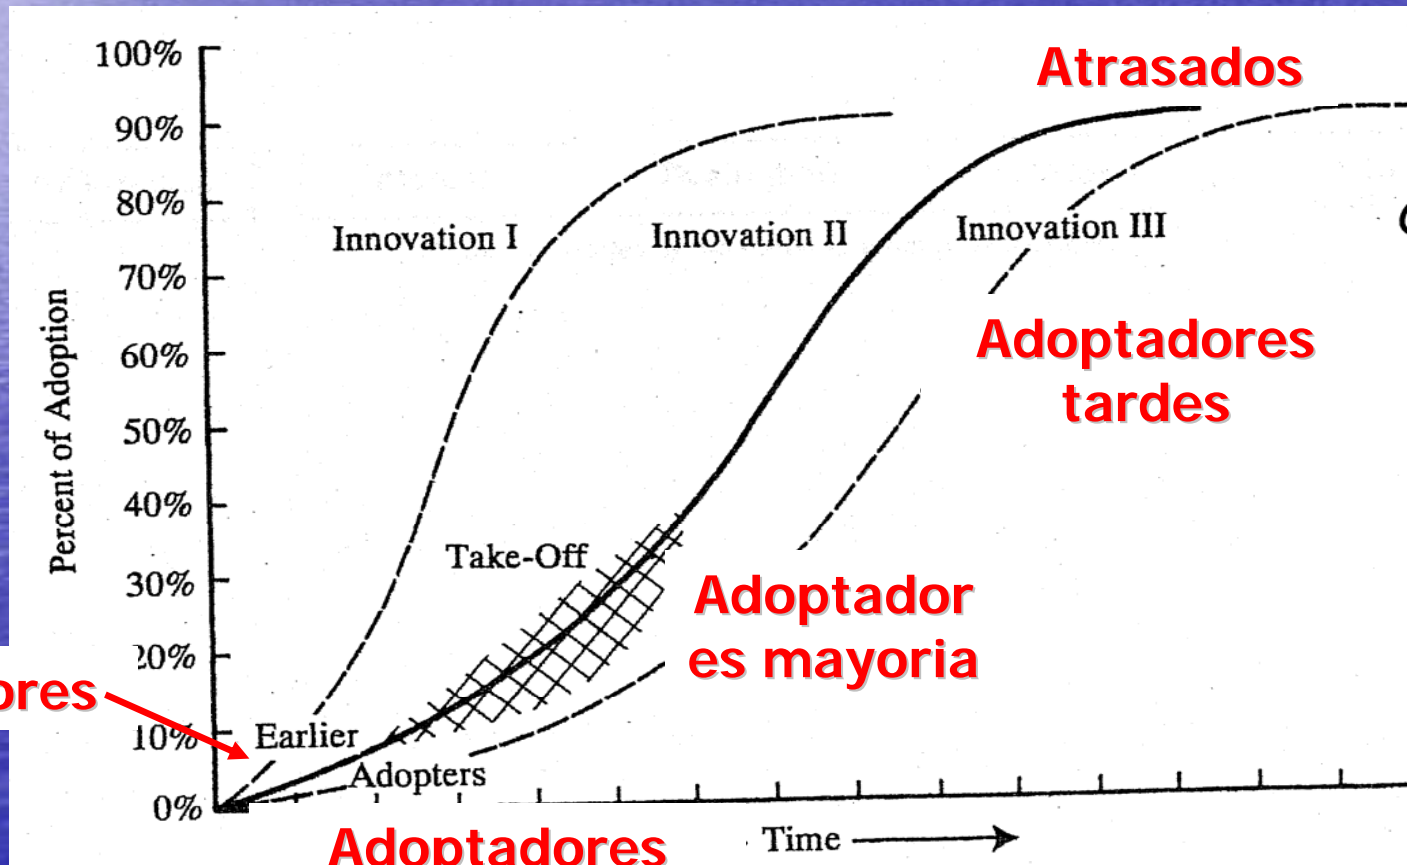 100%
Atrasados
90%
80%
Innovation I
Innovation II
Innovation III
70%
Adoptadores
tardes
60%
Percent of Adoption
50%
40%
Take-Off
30%
Adoptador
es mayoria
20%
ores
10%
Earlier
Adopters
0%
Adoptadores
Time